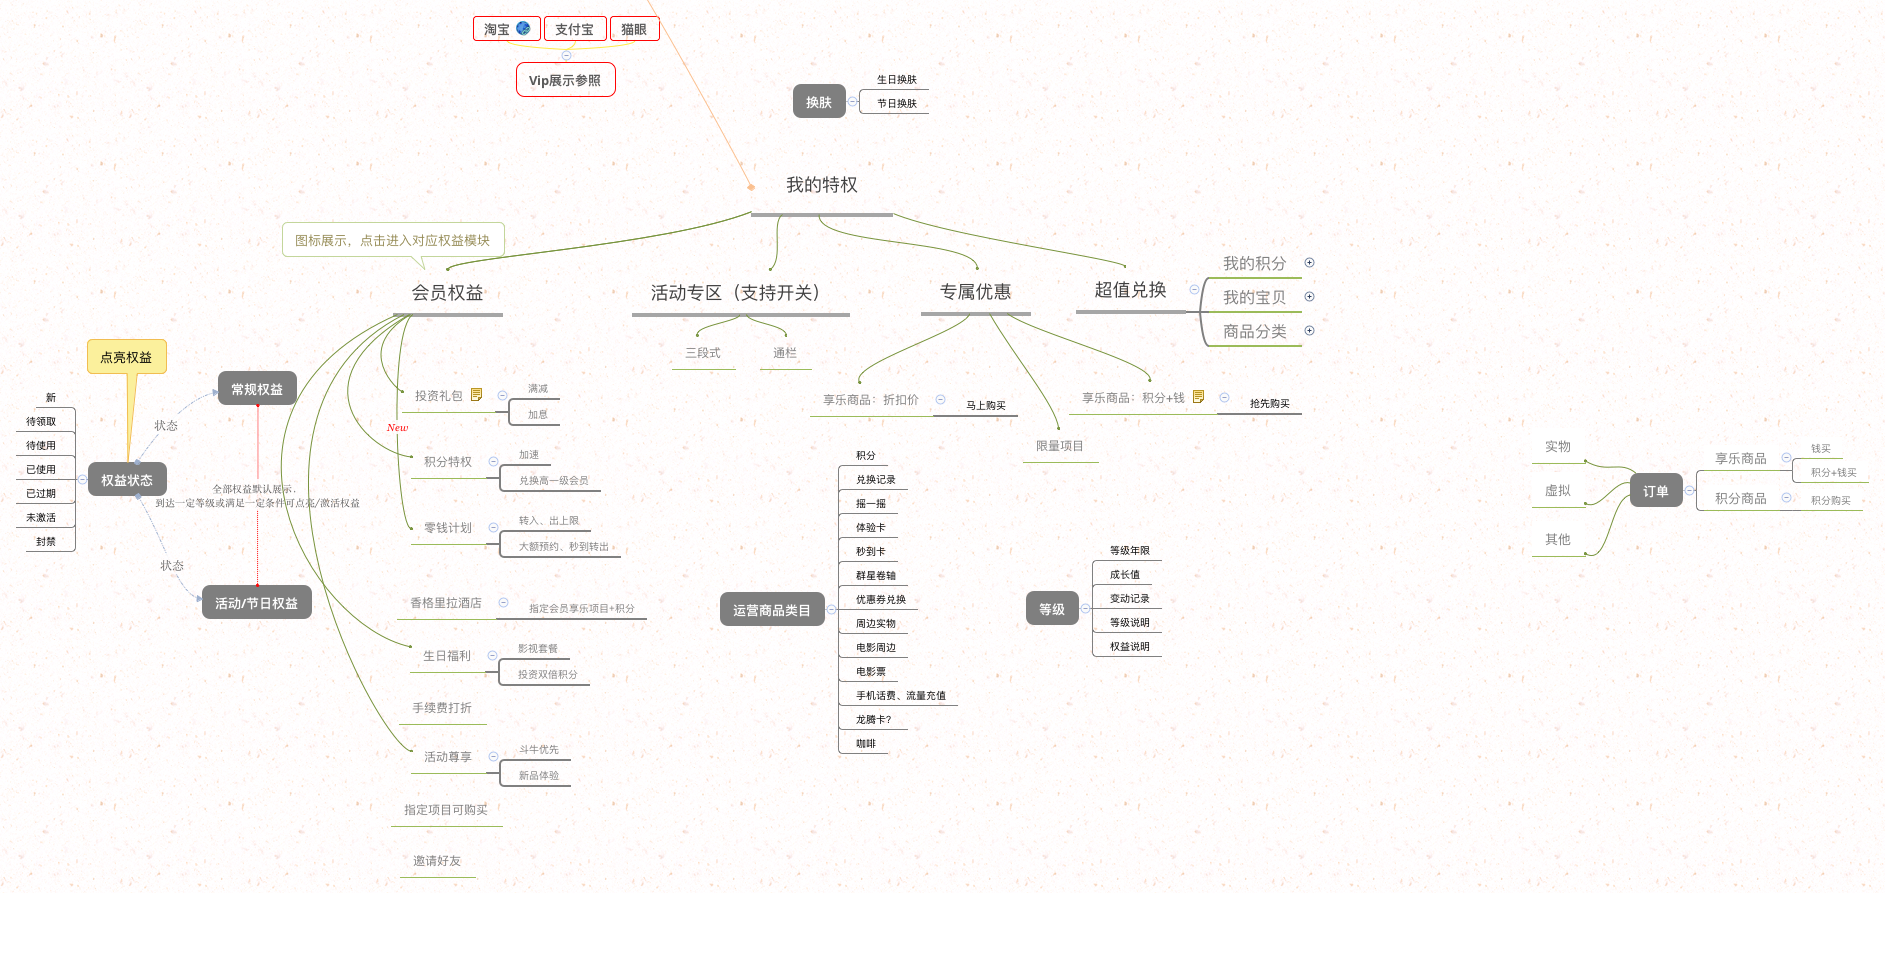 淘宝
支付宝
猫眼
Vip展示参照
换肤
生日换肤
节日换肤
我的特权
图标展示，点击进入对应权益模块
会员权益
活动专区（支持开关）
专属优惠
超值兑换
我的积分
我的宝贝
商品分类
三段式
通栏
享乐商品：折扣价
马上购买
限量项目
享乐商品：积分+钱
抢先购买
投资礼包
满减
加息
New
积分特权
加速
兑换高一级会员
零钱计划
转入、出上限
大额预约、秒到转出
香格里拉酒店
指定会员享乐项目+积分
生日福利
影视套餐
投资双倍积分
手续费打折
活动尊享
斗牛优先
新品体验
指定项目可购买
邀请好友
点亮权益
常规权益
状态
权益状态
新
待领取
待使用
已使用
已过期
未激活
封禁
全部权益默认展示，
到达一定等级或满足一定条件可点亮/激活权益
状态
活动/节日权益
运营商品类目
积分
兑换记录
摇一摇
体验卡
秒到卡
群星卷轴
优惠券兑换
周边实物
电影周边
电影票
手机话费、流量充值
龙腾卡?
咖啡
等级
等级年限
成长值
变动记录
等级说明
权益说明
实物
虚拟
其他
订单
享乐商品
钱买
积分+钱买
积分商品
积分购买